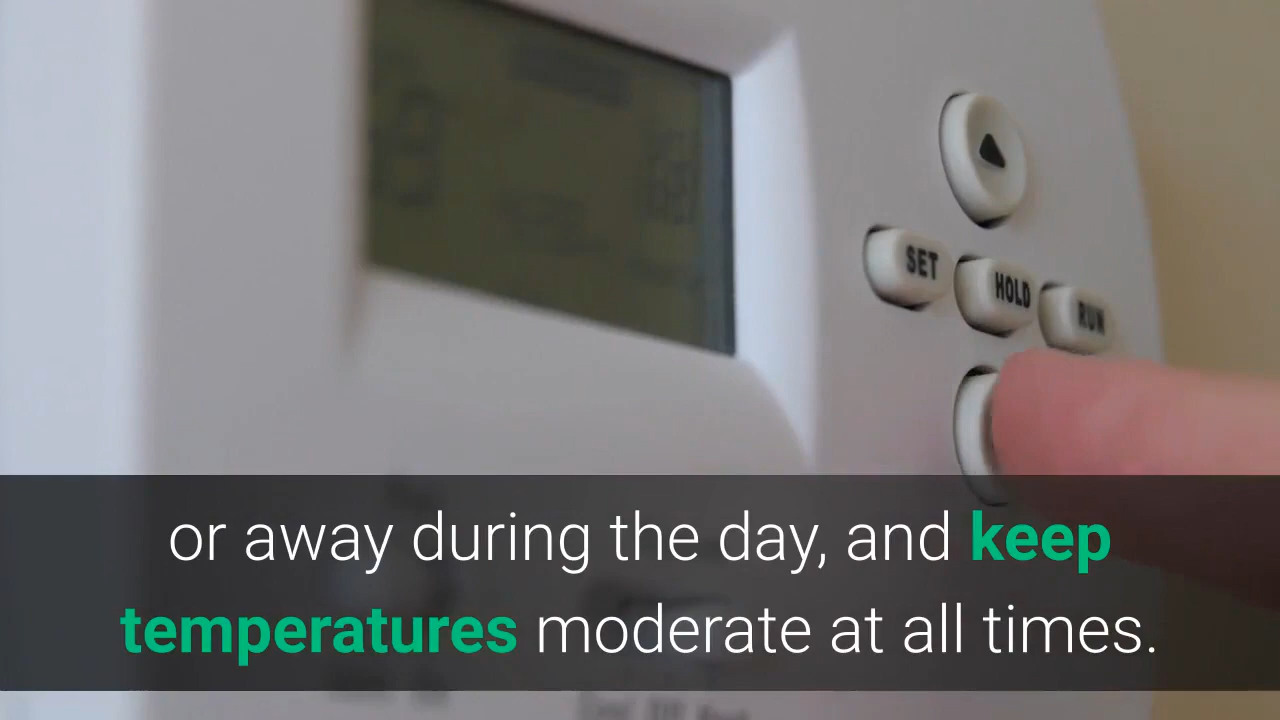 SET
HOLD
RUN
or away during the day, and keep
temperatures moderate at all times.